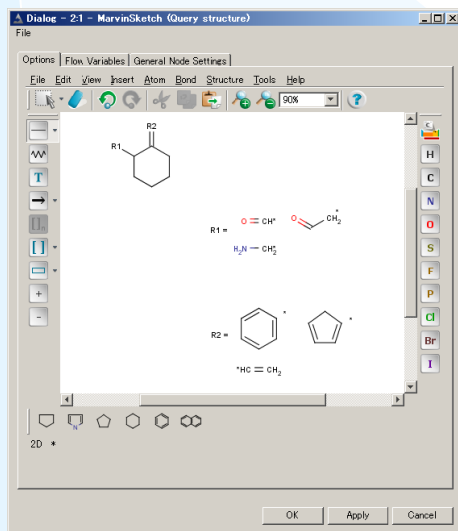 Dialog - 2:1 - MarvinSketch (Query structure)
File
Options Flow Variables General Node Settings
File Edit View Insert Atom Bond Structure Tools Help
90% ?
C
H
T C
N
[ ]n O
[ ] S
F
+ P
- Cl
Br
I
R2
R1
R1 = O CH* O CH2 *
H2N CH2 *
R2 = * *
*HC CH2
N
2D *
OK Apply Cancel